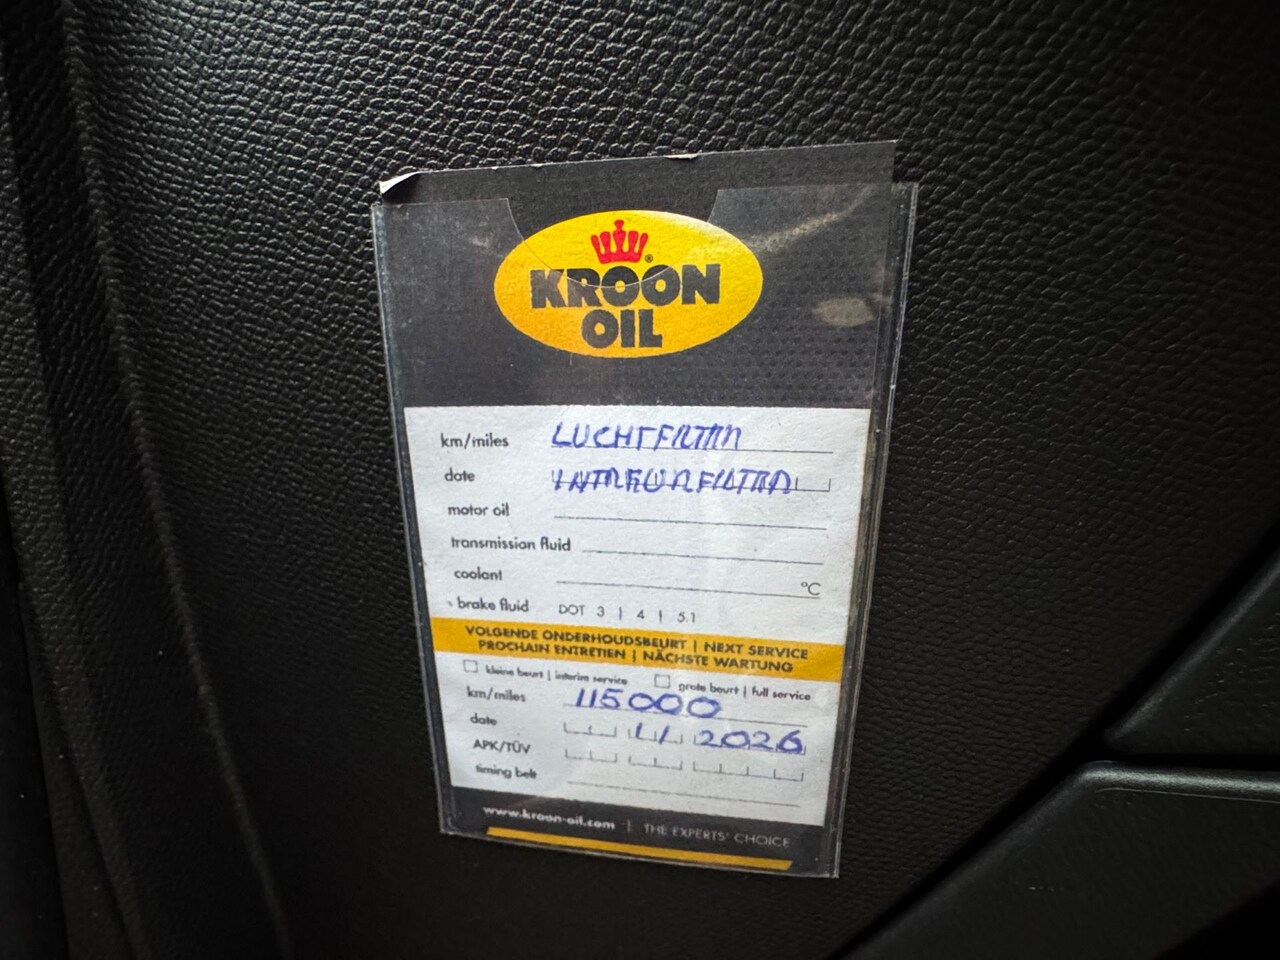 KROON
OIL
km/miles LUCHTFILTER
date INTERIEURFILTER
motor oil
transmission fluid
coolant °C
brake fluid DOT 3 | 4 | 5.1
VOLGENDE ONDERHOUDSBEURT | NEXT SERVICE
PROCHAIN ENTRETIEN | NÄCHSTE WARTUNG
kleine beurt | interim service grote beurt | full service
km/miles 115000
date 11 2026
APK/TÜV
timing belt
www.kroon-oil.com | THE EXPERTS' CHOICE